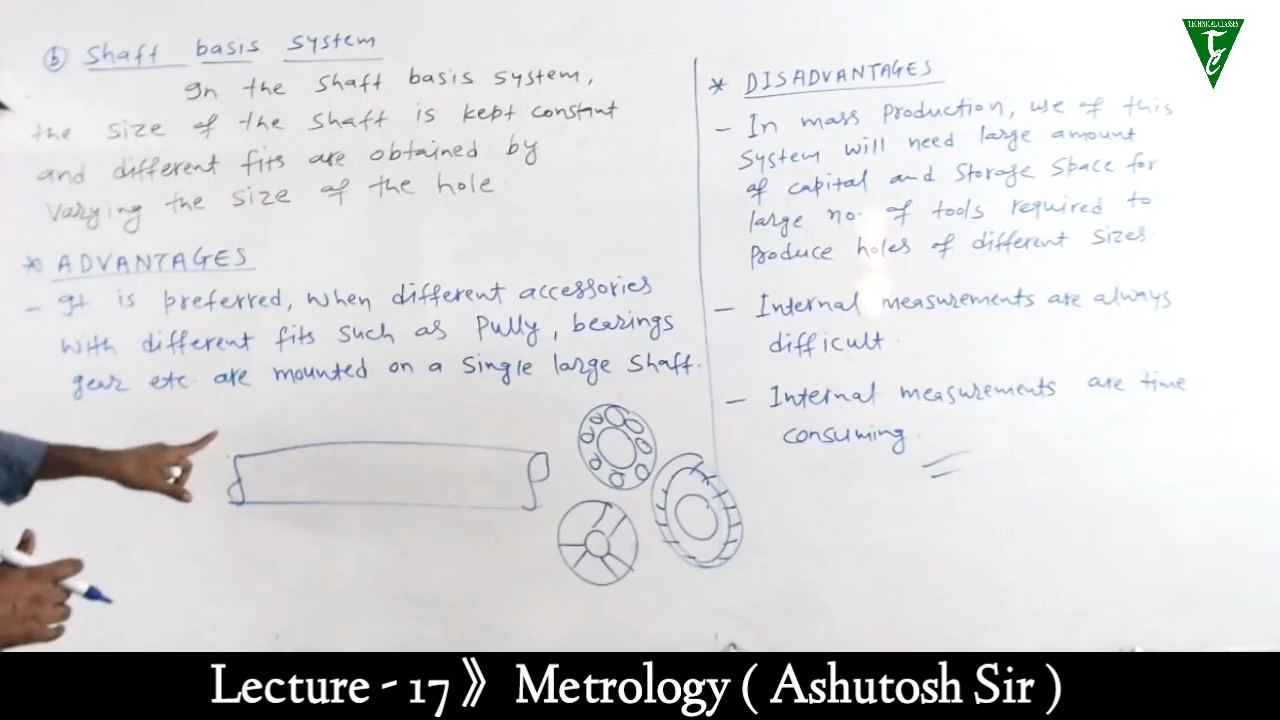 ⓑ Shaft basis system
In the shaft basis system,
the size of the shaft is kept constant
and different fits are obtained by
varying the size of the hole.
* ADVANTAGES
- It is preferred, when different accessories
with different fits such as Pully, bearings
gear etc. are mounted on a single large shaft.
* DISADVANTAGES
- In mass production, use of this
system will need large amount
of capital and storage space for
large no. of tools required to
produce holes of different sizes.
- Internal measurements are always
difficult.
- Internal measurements are time
consuming.
TECHNICAL CLASSES
TC
Lecture - 17 》 Metrology ( Ashutosh Sir )